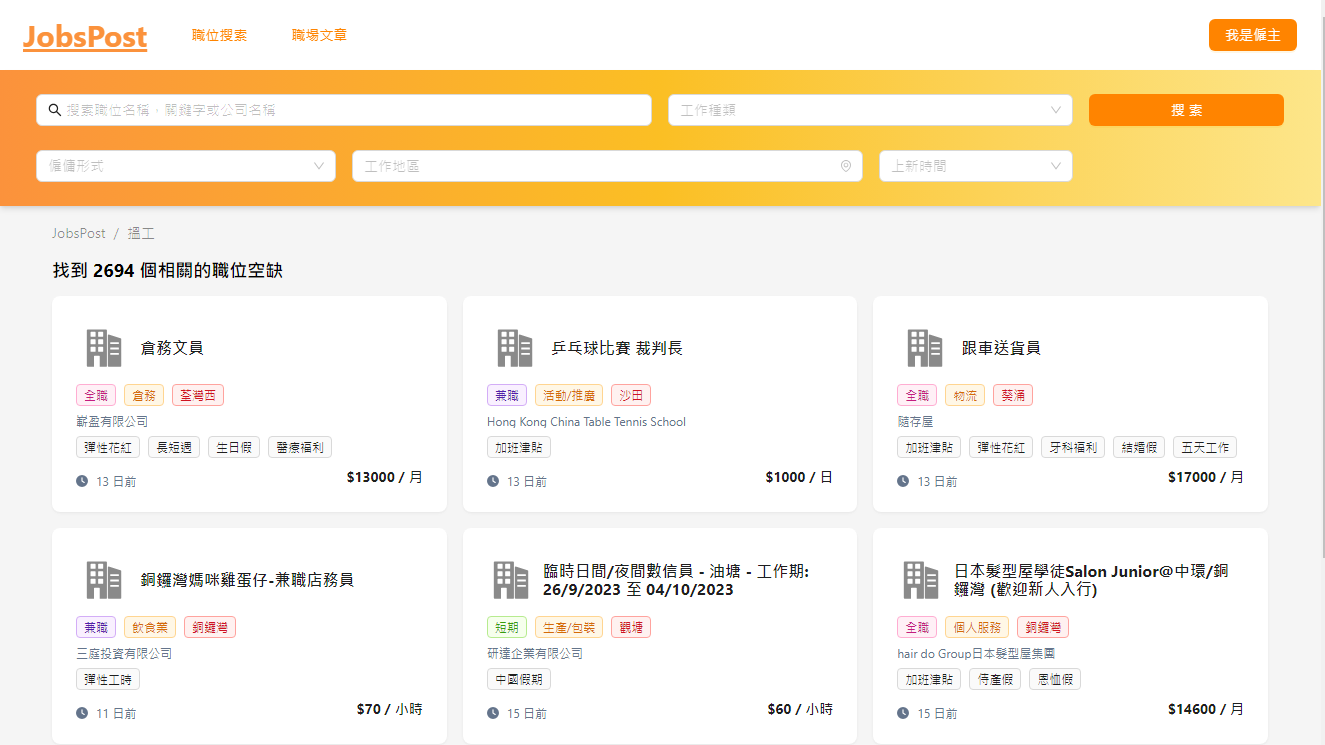 JobsPost 職位搜索 職場文章 我是僱主
搜索職位名稱、關鍵字或公司名稱 工作種類 搜 索
僱傭形式 工作地區 上新時間
JobsPost / 搵工
找到 2694 個相關的職位空缺
倉務文員
全職 倉務 荃灣西
嶄盈有限公司
彈性花紅 長短週 生日假 醫療福利
13 日前 $13000 / 月
乒乓球比賽 裁判長
兼職 活動/推廣 沙田
Hong Kong China Table Tennis School
加班津貼
13 日前 $1000 / 日
跟車送貨員
全職 物流 葵涌
隨存屋
加班津貼 彈性花紅 牙科福利 結婚假 五天工作
13 日前 $17000 / 月
銅鑼灣媽咪雞蛋仔-兼職店務員
兼職 飲食業 銅鑼灣
三庭投資有限公司
彈性工時
11 日前 $70 / 小時
臨時日間/夜間數信員 - 油塘 - 工作期:
26/9/2023 至 04/10/2023
短期 生產/包裝 觀塘
研達企業有限公司
中國假期
15 日前 $60 / 小時
日本髮型屋學徒Salon Junior@中環/銅
鑼灣 (歡迎新人入行)
全職 個人服務 銅鑼灣
hair do Group日本髮型屋集團
加班津貼 侍產假 恩恤假
15 日前 $14600 / 月